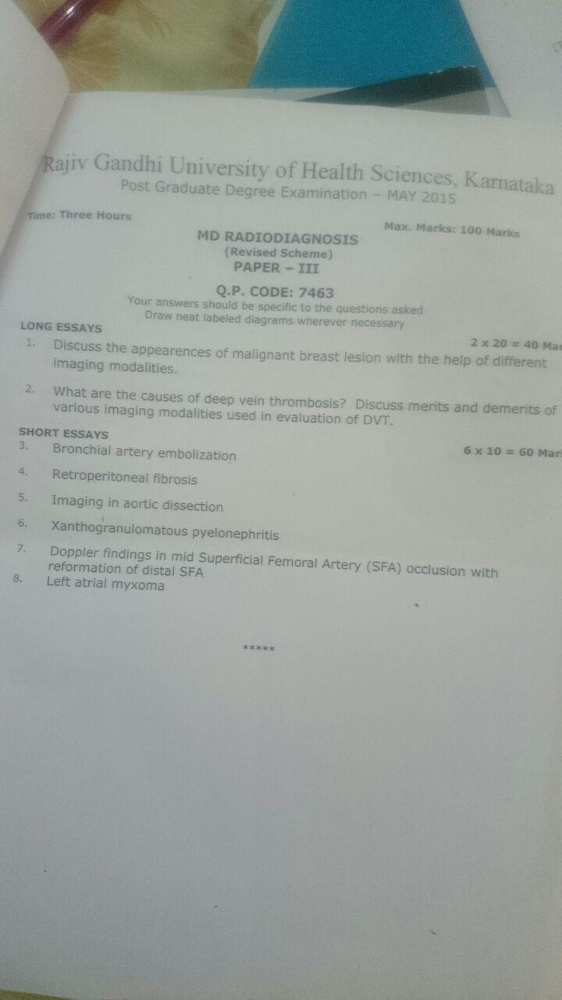 Rajiv Gandhi University of Health Sciences, Karnataka
Post Graduate Degree Examination – MAY 2015
Time: Three Hours
Max. Marks: 100 Marks
MD RADIODIAGNOSIS
(Revised Scheme)
PAPER – III
Q.P. CODE: 7463
Your answers should be specific to the questions asked
Draw neat labeled diagrams wherever necessary
LONG ESSAYS
2 x 20 = 40 Mar
1. Discuss the appearences of malignant breast lesion with the help of different
imaging modalities.
2. What are the causes of deep vein thrombosis? Discuss merits and demerits of
various imaging modalities used in evaluation of DVT.
SHORT ESSAYS
6 x 10 = 60 Mar
3. Bronchial artery embolization
4. Retroperitoneal fibrosis
5. Imaging in aortic dissection
6. Xanthogranulomatous pyelonephritis
7. Doppler findings in mid Superficial Femoral Artery (SFA) occlusion with
reformation of distal SFA
8. Left atrial myxoma
*****